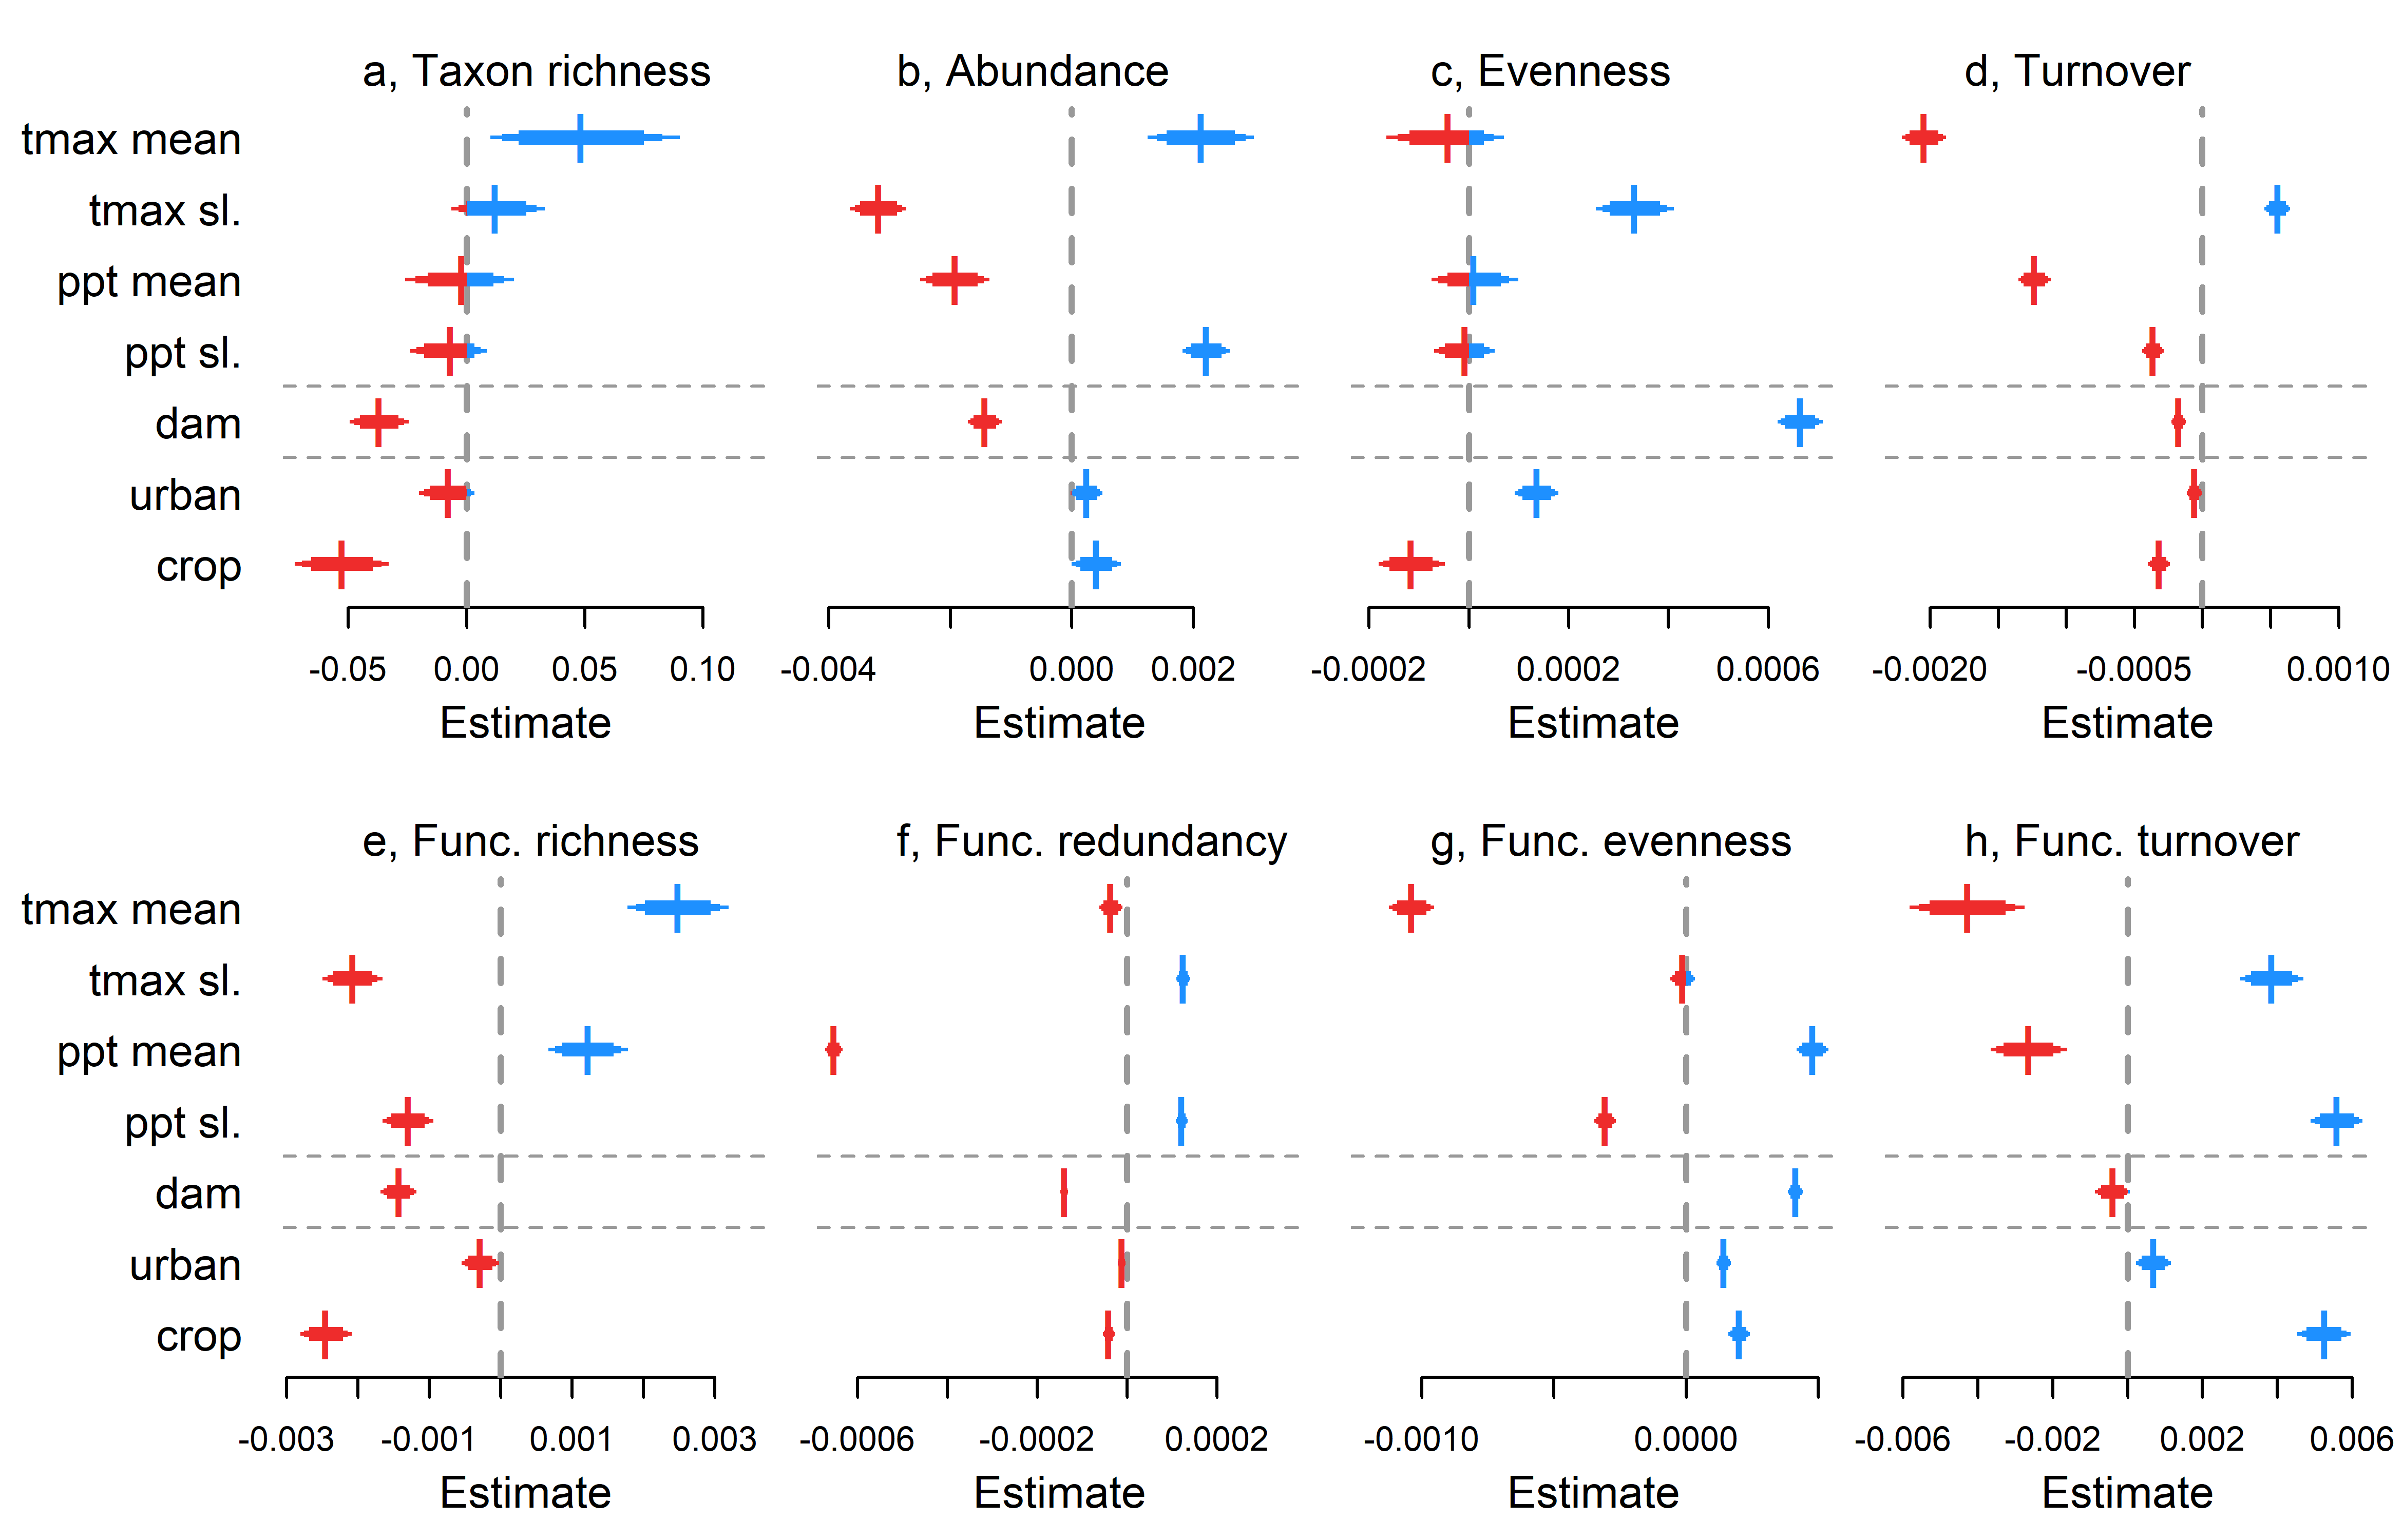 a, Taxon richness
b, Abundance
c, Evenness
d, Turnover
tmax mean
tmax sl.
ppt mean
ppt sl.
dam
urban
crop
-0.05 0.00 0.05 0.10
-0.004 0.000 0.002
-0.0002 0.0002 0.0006
-0.0020 -0.0005 0.0010
Estimate
Estimate
Estimate
Estimate
e, Func. richness
f, Func. redundancy
g, Func. evenness
h, Func. turnover
tmax mean
tmax sl.
ppt mean
ppt sl.
dam
urban
crop
-0.003 -0.001 0.001 0.003
-0.0006 -0.0002 0.0002
-0.0010 0.0000
-0.006 -0.002 0.002 0.006
Estimate
Estimate
Estimate
Estimate